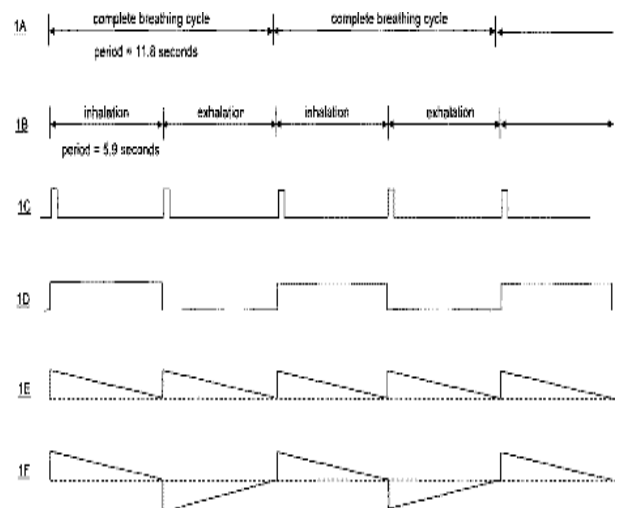 complete breathing cycle complete breathing cycle
1A
period = 11.8 seconds
inhalation exhalation inhalation exhalation
1B
period = 5.9 seconds
1C
1D
1E
1F